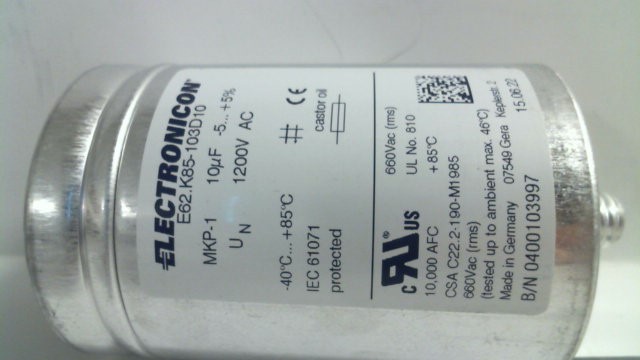 ELECTRONICON®
E62.K85-103D10
MKP-1 10µF -5...+5%
U N 1200V AC
-40°C...+85°C
IEC 61071
protected
CE
castor oil
c RU ® US
660Vac (rms)
UL No. 810
10,000 AFC +85°C
CSA C22.2-190-M1985
660Vac (rms)
(tested up to ambient max. 46°C)
Made in Germany 07549 Gera Keplerstr. 2
B/N 0400103997 15.06.22